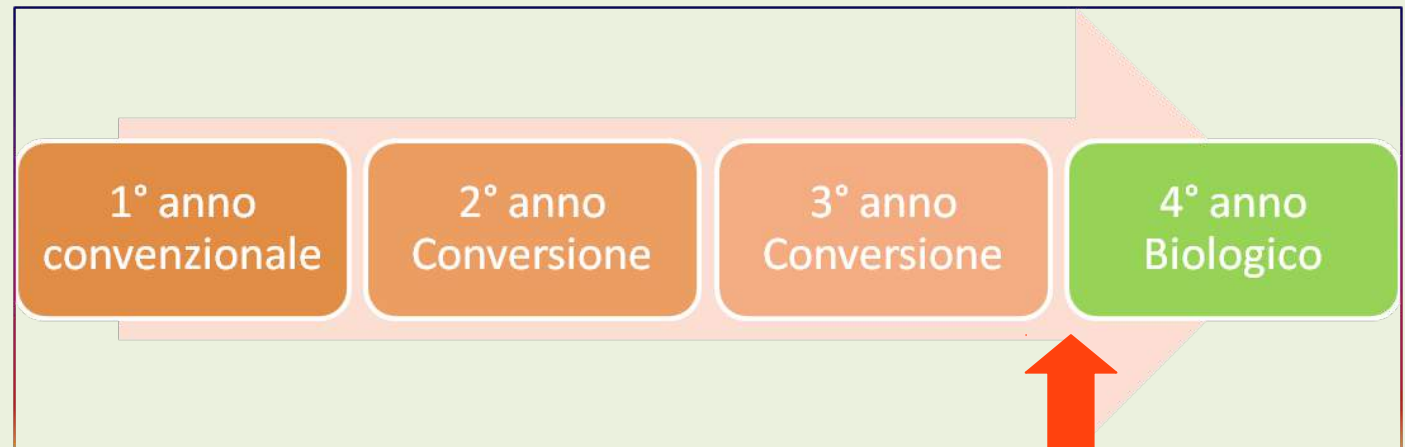 1° anno
convenzionale
2° anno
Conversione
3° anno
Conversione
4° anno
Biologico